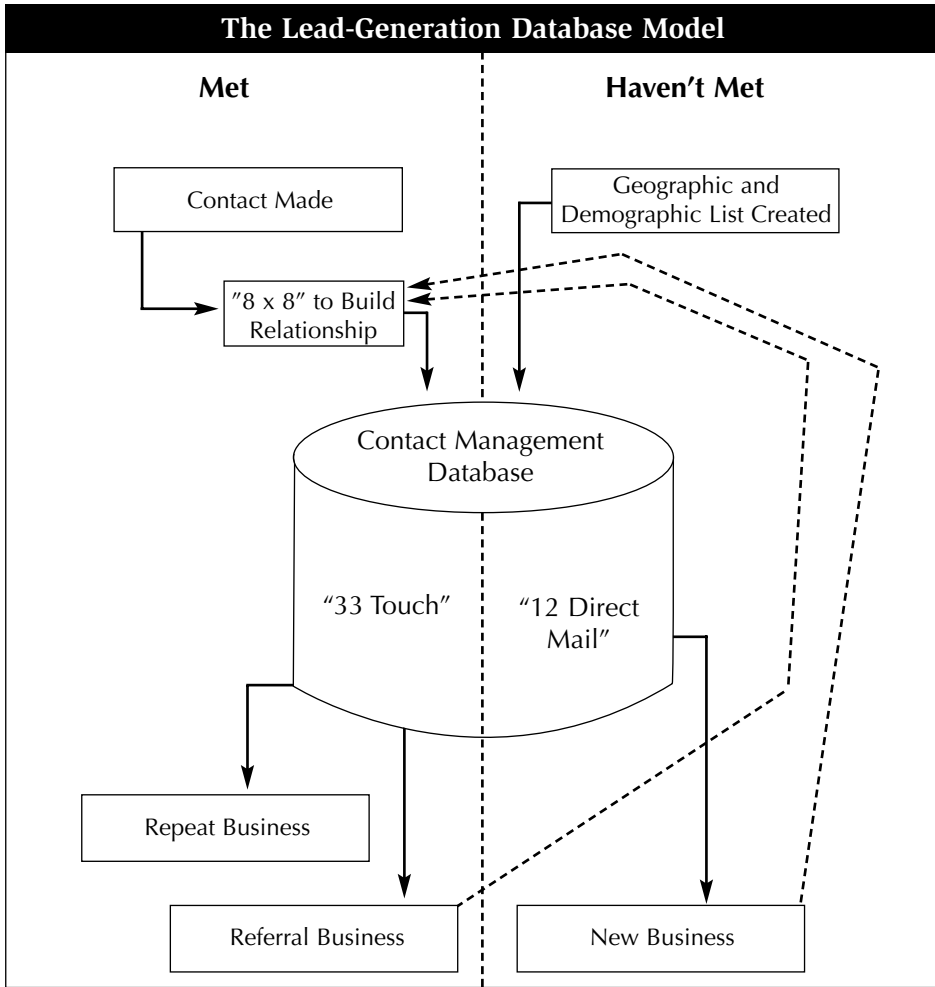 The Lead-Generation Database Model
Met
Haven't Met
Contact Made
Geographic and
Demographic List Created
”8 x 8” to Build
Relationship
Contact Management
Database
“33 Touch”
“12 Direct
Mail”
Repeat Business
Referral Business
New Business